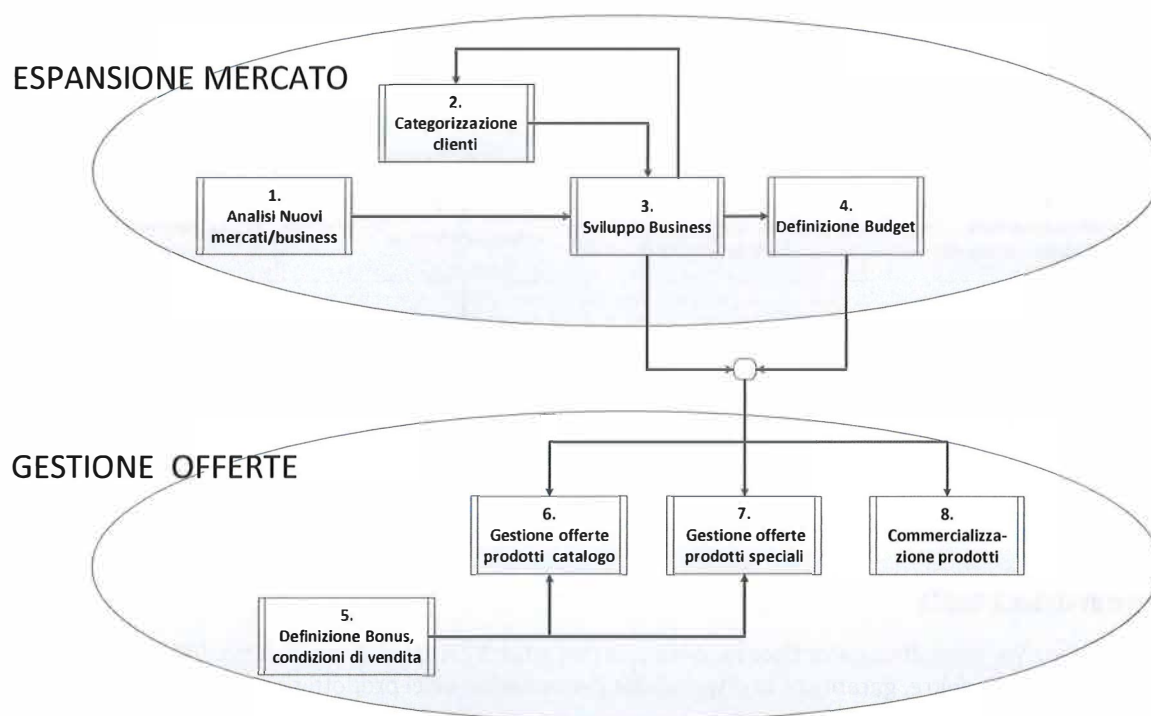 ESPANSIONE MERCATO
2.
Categorizzazione
clienti
1.
Analisi Nuovi
mercati/business
3.
Sviluppo Business
4.
Definizione Budget
GESTIONE OFFERTE
6.
Gestione offerte
prodotti catalogo
7.
Gestione offerte
prodotti speciali
8.
Commercializza-
zione prodotti
5.
Definizione Bonus,
condizioni di vendita